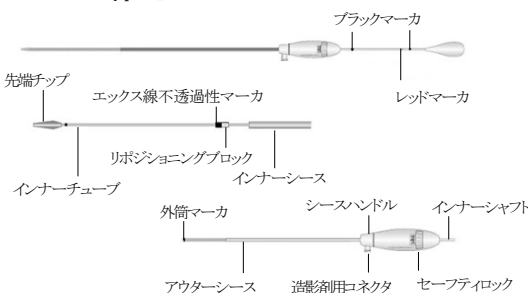 ブラックマーカ
レッドマーカ
先端チップ
エックス線不透過性マーカ
リポジショニングブロック
インナーチューブ
インナーシース
外筒マーカ
シースハンドル
インナーシャフト
アウターシース
造影剤用コネクタ
セーフティロック